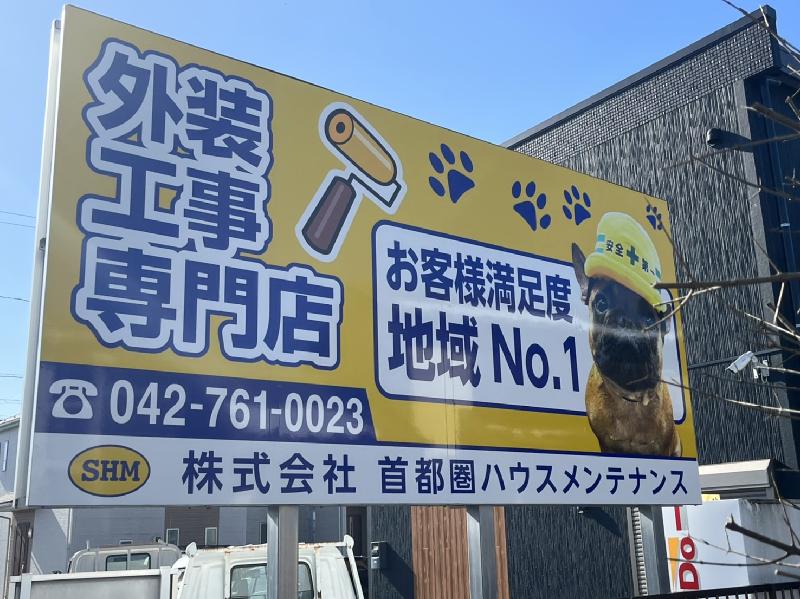 外装
工事
専門店
お客様満足度
地域 No.1
安全✚第一
☎042-761-0023
SHM
株式会社 首都圏ハウスメンテナンス
Do